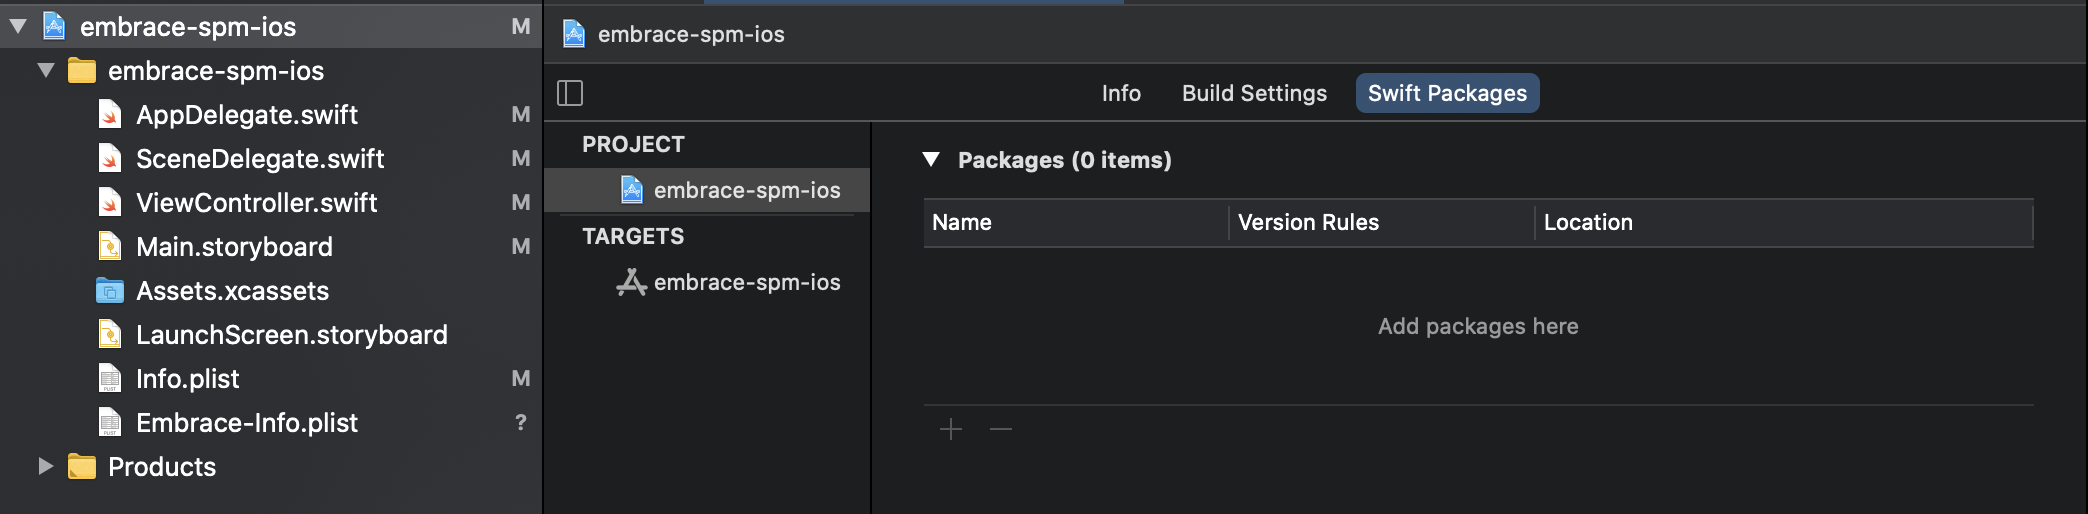 embrace-spm-ios M
embrace-spm-ios
AppDelegate.swift M
SceneDelegate.swift M
ViewController.swift M
Main.storyboard M
Assets.xcassets
LaunchScreen.storyboard
Info.plist M
Embrace-Info.plist ?
Products
embrace-spm-ios
Info Build Settings Swift Packages
PROJECT
embrace-spm-ios
TARGETS
embrace-spm-ios
Packages (0 items)
Name Version Rules Location
Add packages here